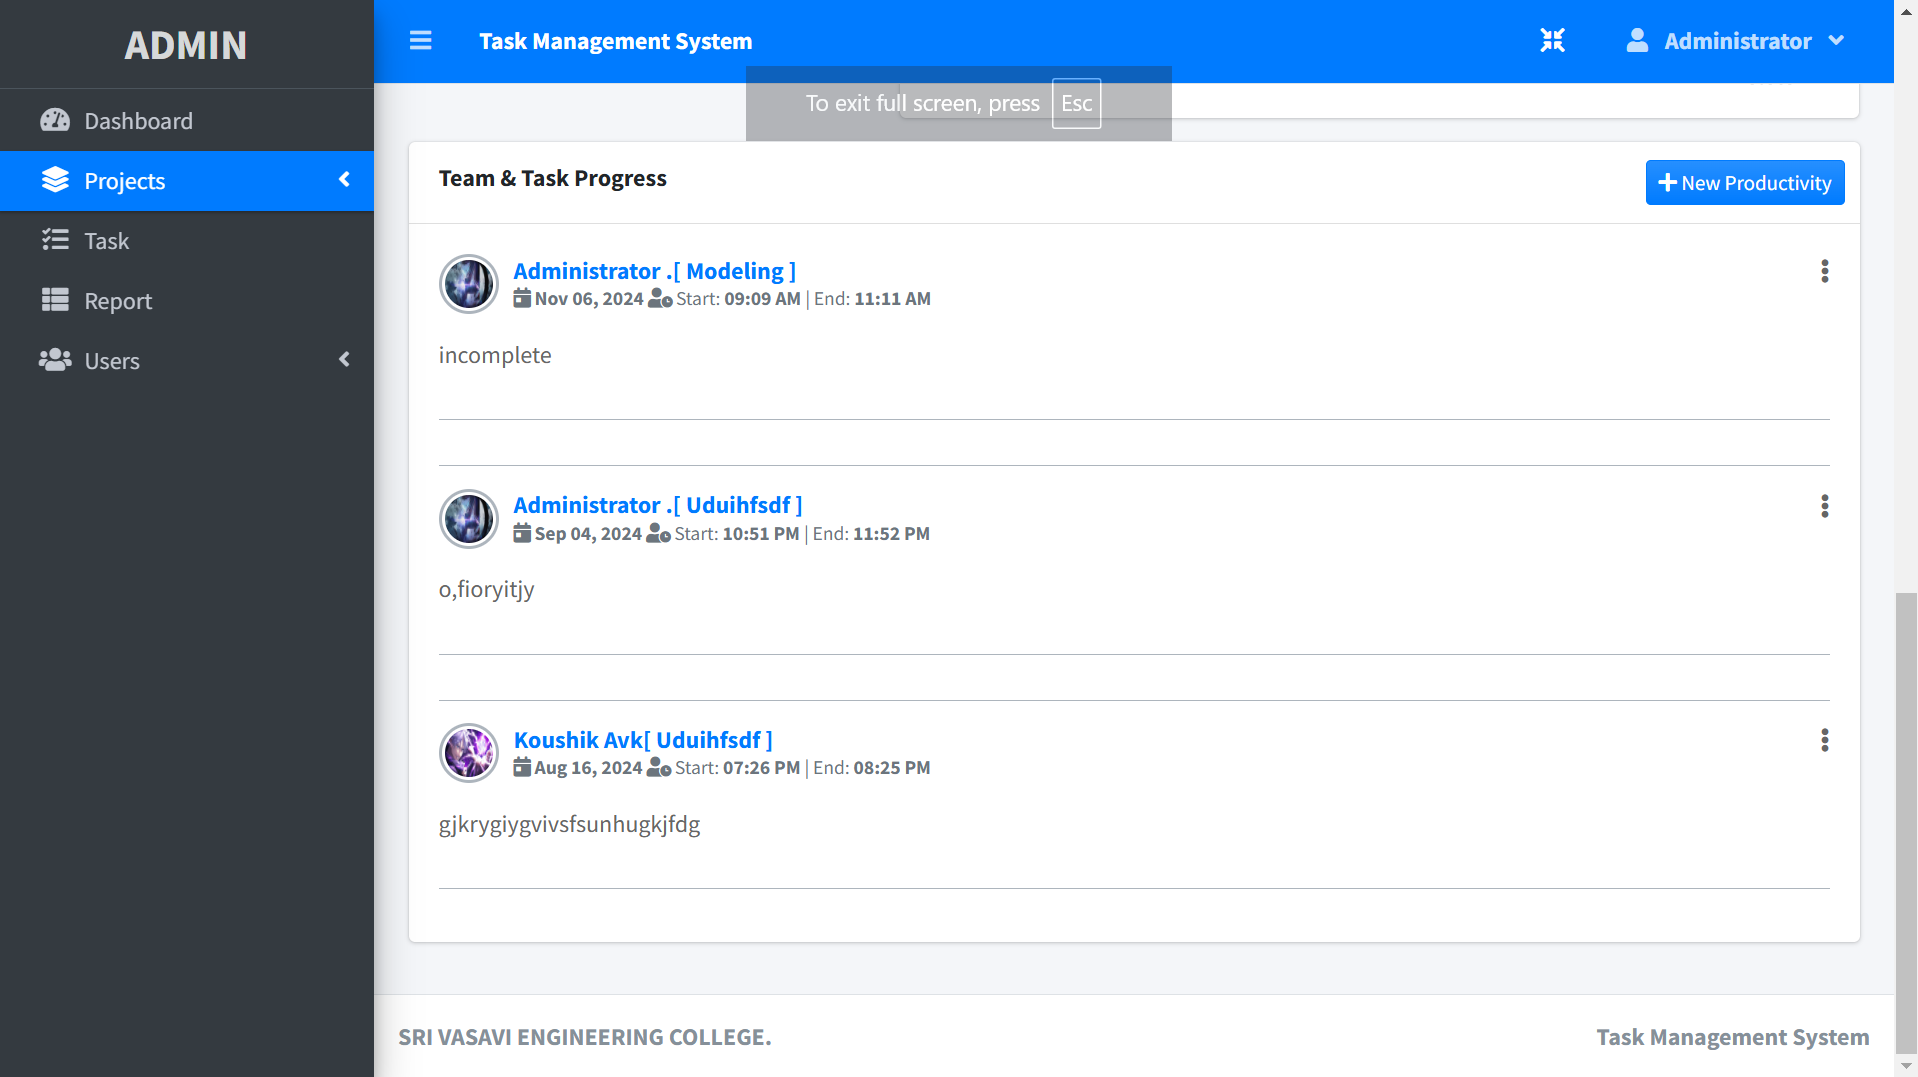 ADMIN
Dashboard
Projects
Task
Report
Users
Task Management System
Administrator
To exit full screen, press Esc
Team & Task Progress
New Productivity
Administrator .[ Modeling ]
Nov 06, 2024 Start: 09:09 AM | End: 11:11 AM
incomplete
Administrator .[ Uduihfsdf ]
Sep 04, 2024 Start: 10:51 PM | End: 11:52 PM
o,fioryitjy
Koushik Avk[ Uduihfsdf ]
Aug 16, 2024 Start: 07:26 PM | End: 08:25 PM
gjkrygiygvivsfsunhugkjfdg
SRI VASAVI ENGINEERING COLLEGE.
Task Management System